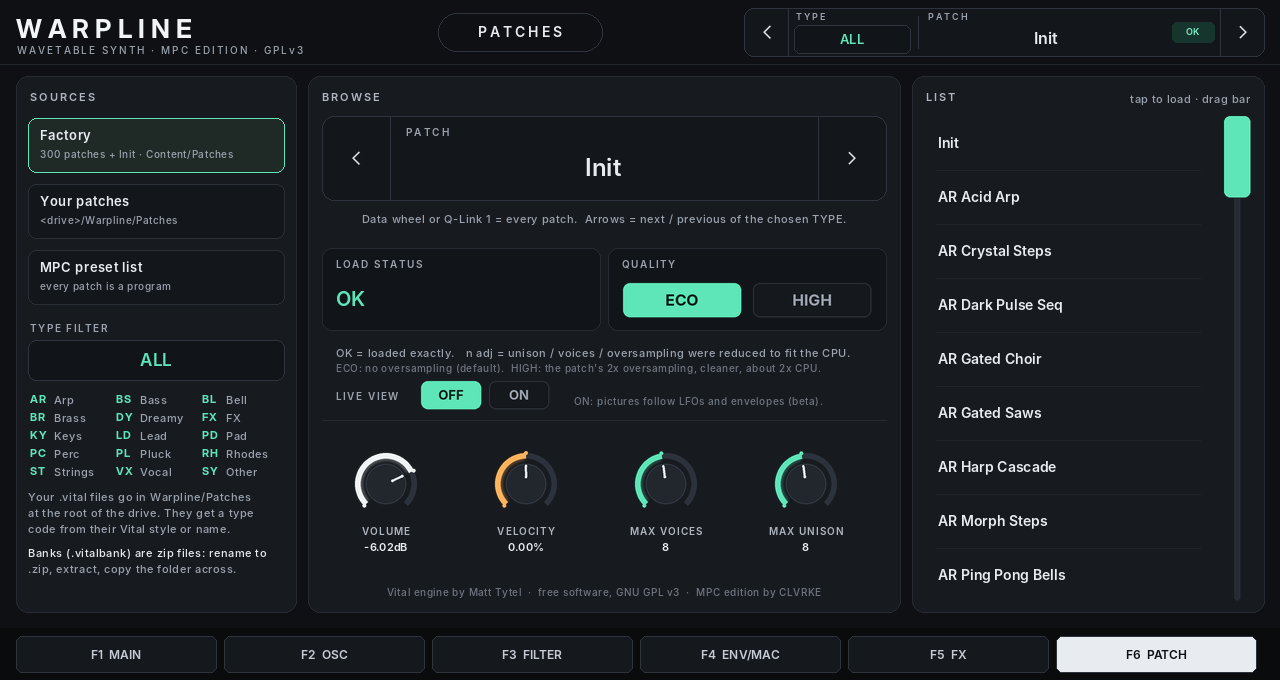 WARPLINE
WAVETABLE SYNTH · MPC EDITION · GPLv3
PATCHES
TYPE
ALL
PATCH
Init
OK
SOURCES
Factory
300 patches + Init · Content/Patches
Your patches
<drive>/Warpline/Patches
MPC preset list
every patch is a program
TYPE FILTER
ALL
AR Arp BS Bass BL Bell
BR Brass DY Dreamy FX FX
KY Keys LD Lead PD Pad
PC Perc PL Pluck RH Rhodes
ST Strings VX Vocal SY Other
Your .vital files go in Warpline/Patches
at the root of the drive. They get a type
code from their Vital style or name.
Banks (.vitalbank) are zip files: rename to
.zip, extract, copy the folder across.
BROWSE
PATCH
Init
Data wheel or Q-Link 1 = every patch. Arrows = next / previous of the chosen TYPE.
LOAD STATUS
OK
QUALITY
ECO HIGH
OK = loaded exactly. n adj = unison / voices / oversampling were reduced to fit the CPU.
ECO: no oversampling (default). HIGH: the patch's 2x oversampling, cleaner, about 2x CPU.
LIVE VIEW OFF ON ON: pictures follow LFOs and envelopes (beta).
VOLUME VELOCITY MAX VOICES MAX UNISON
-6.02dB 0.00% 8 8
Vital engine by Matt Tytel · free software, GNU GPL v3 · MPC edition by CLVRKE
LIST
tap to load · drag bar
Init
AR Acid Arp
AR Crystal Steps
AR Dark Pulse Seq
AR Gated Choir
AR Gated Saws
AR Harp Cascade
AR Morph Steps
AR Ping Pong Bells
F1 MAIN F2 OSC F3 FILTER F4 ENV/MAC F5 FX F6 PATCH